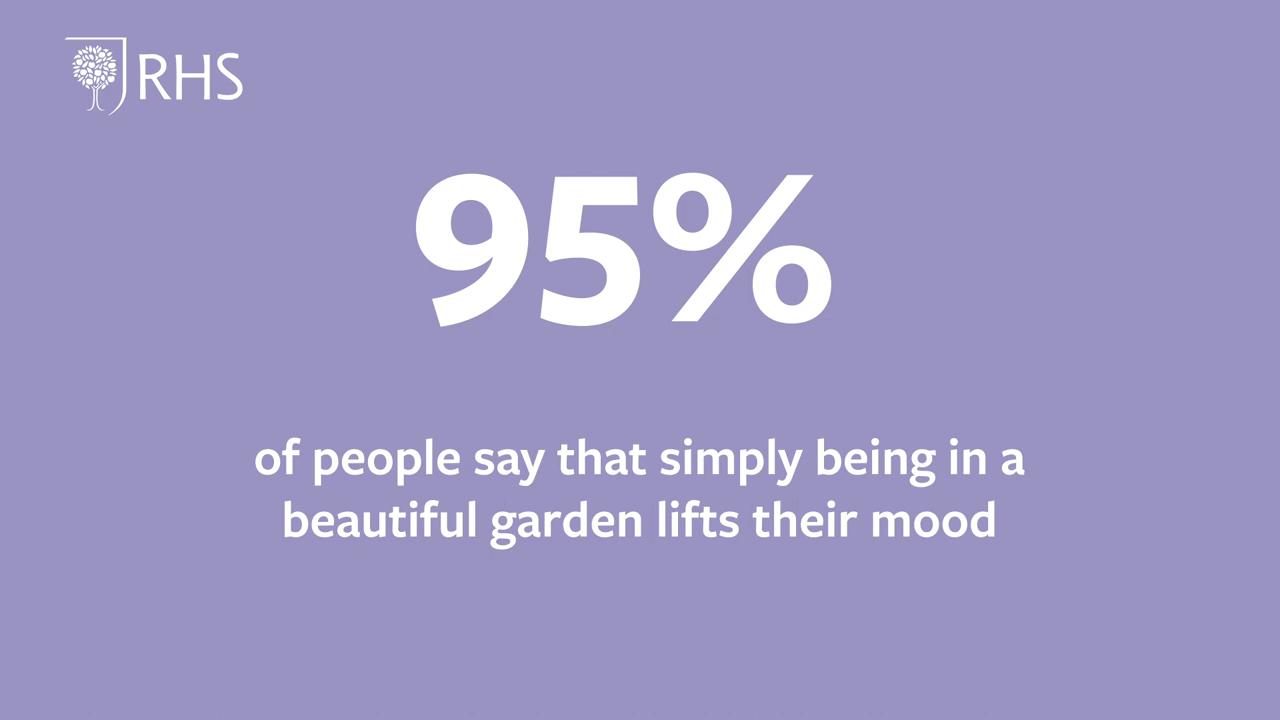 RHS
95%
of people say that simply being in a
beautiful garden lifts their mood